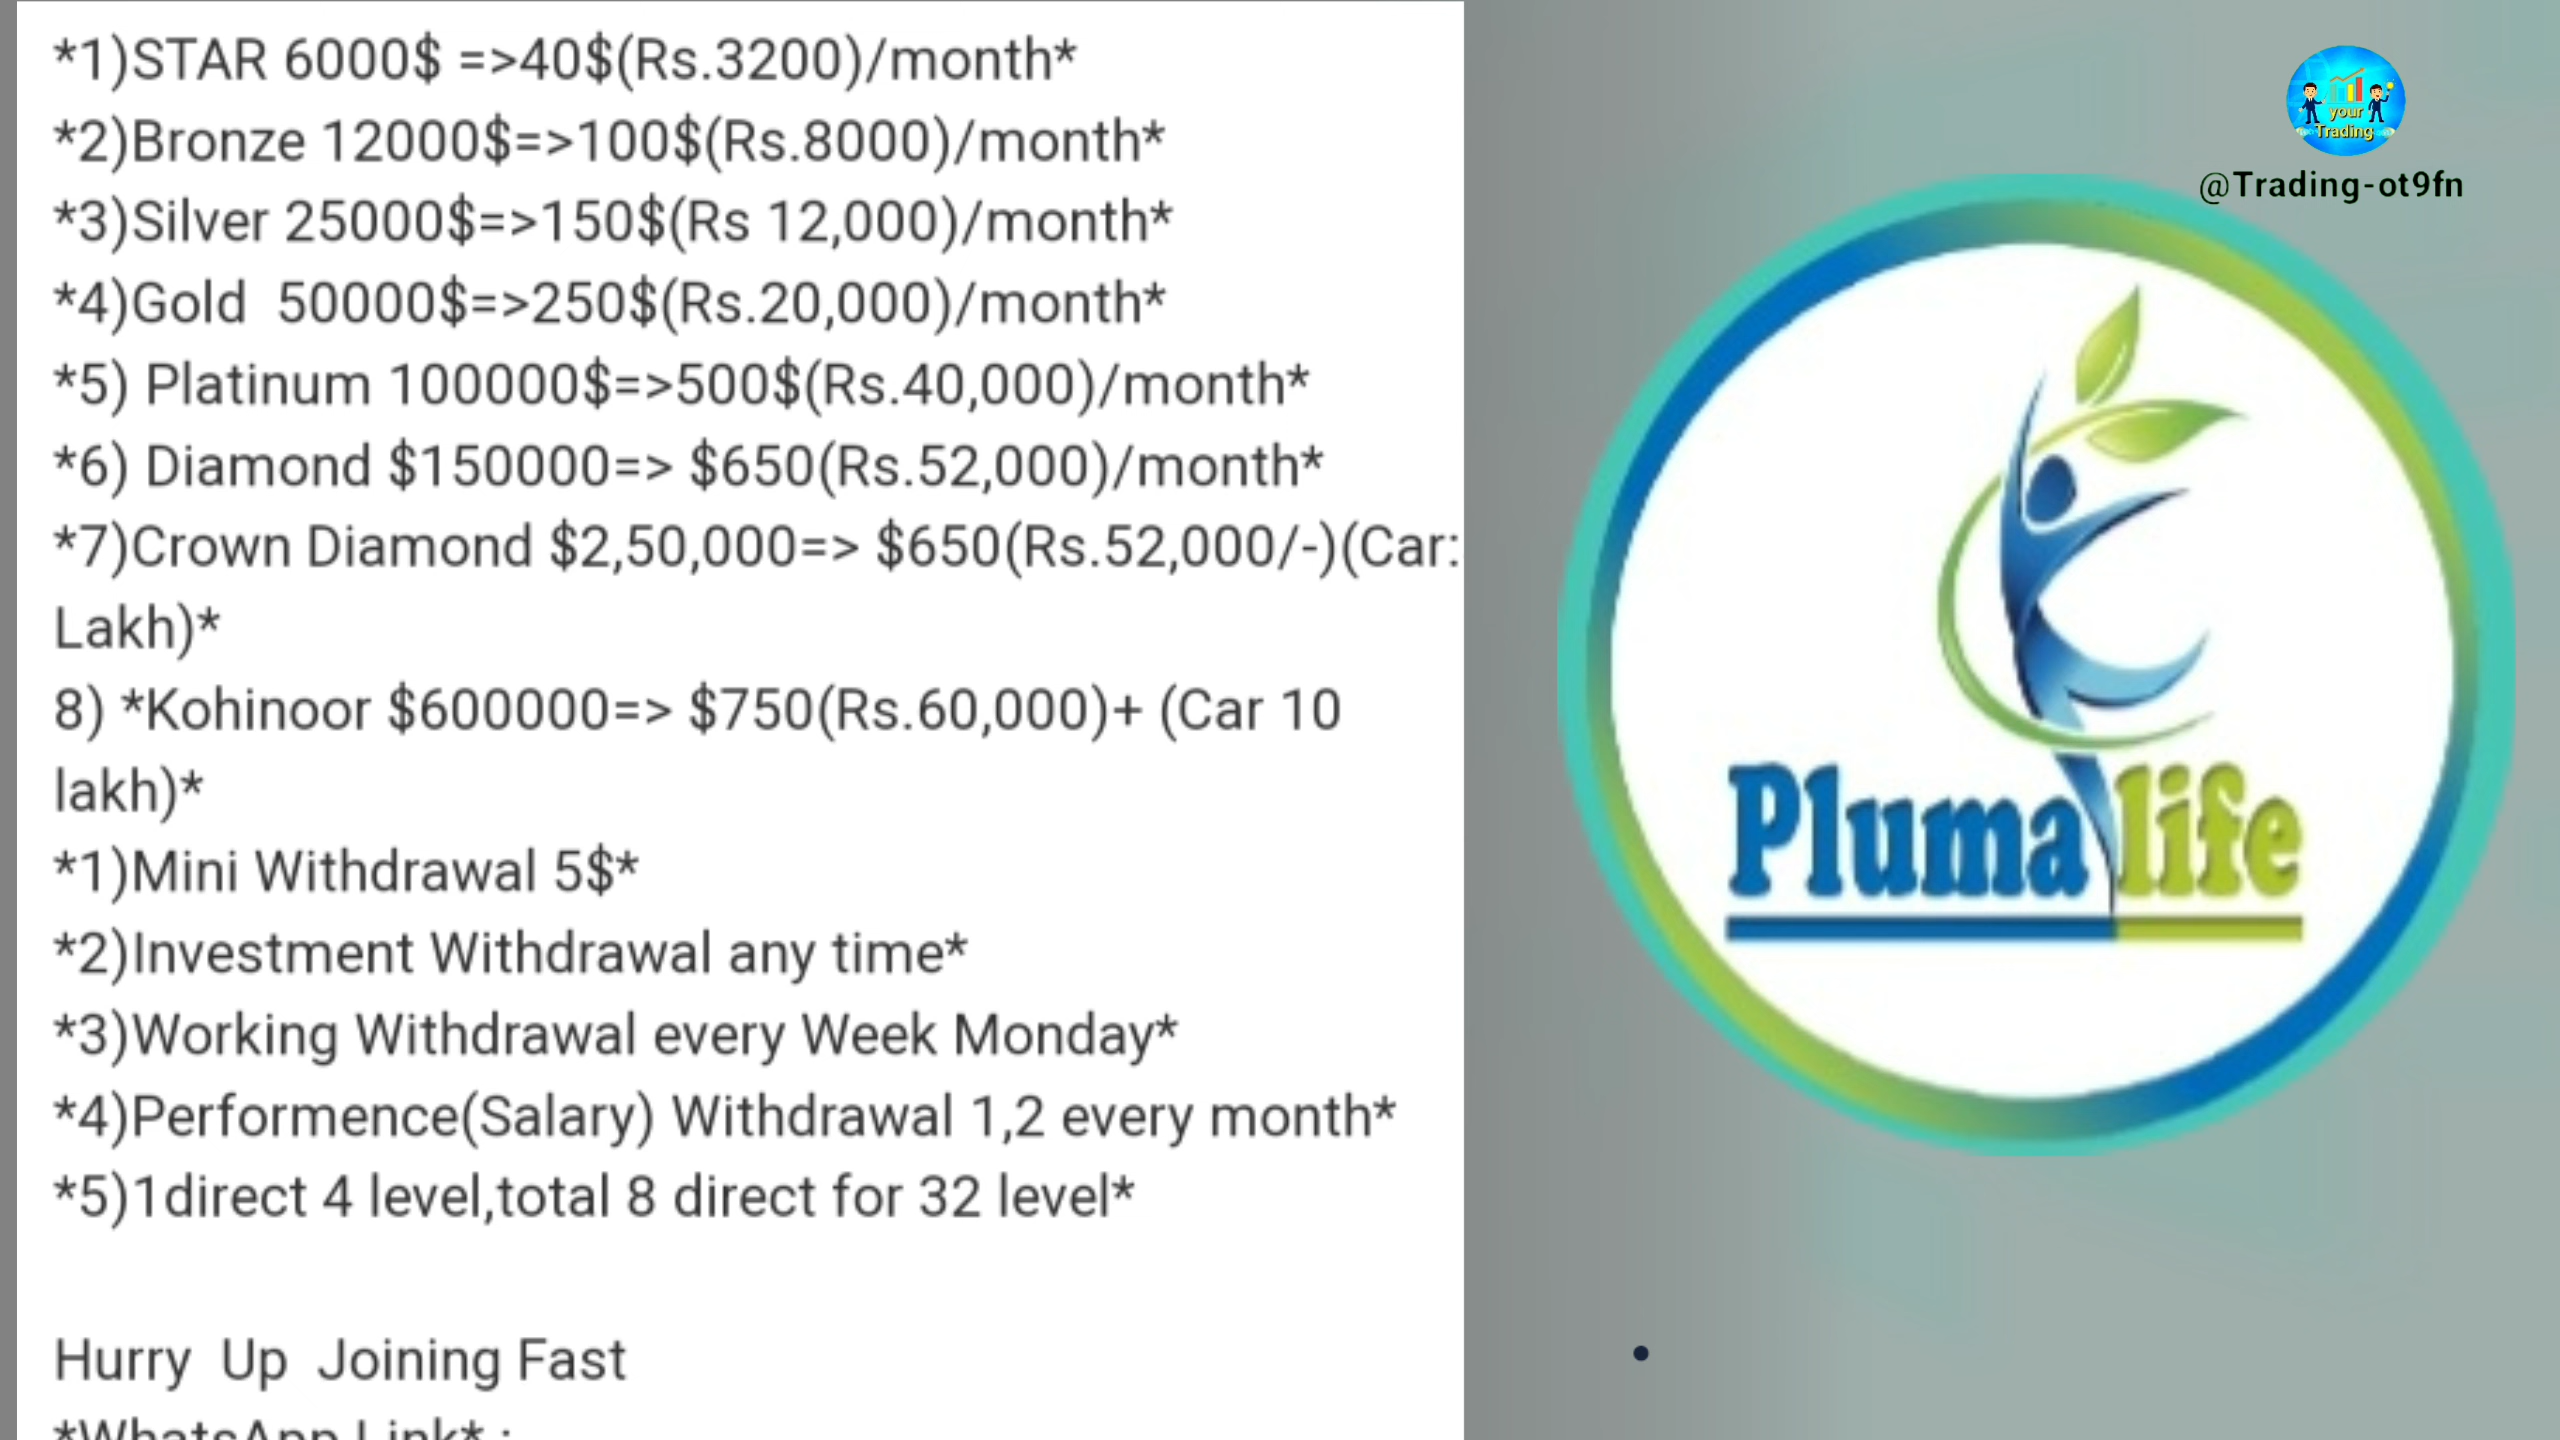 *1)STAR 6000$ =>40$(Rs.3200)/month*
*2)Bronze 12000$=>100$(Rs.8000)/month*
*3)Silver 25000$=>150$(Rs 12,000)/month*
*4)Gold  50000$=>250$(Rs.20,000)/month*
*5) Platinum 100000$=>500$(Rs.40,000)/month*
*6) Diamond $150000=> $650(Rs.52,000)/month*
*7)Crown Diamond $2,50,000=> $650(Rs.52,000/-)(Car:
Lakh)*
8) *Kohinoor $600000=> $750(Rs.60,000)+ (Car 10
lakh)*
*1)Mini Withdrawal 5$*
*2)Investment Withdrawal any time*
*3)Working Withdrawal every Week Monday*
*4)Performence(Salary) Withdrawal 1,2 every month*
*5)1direct 4 level,total 8 direct for 32 level*
Hurry  Up  Joining Fast
*WhatsApp Link* :
your
Trading
@Trading-ot9fn
Pluma life